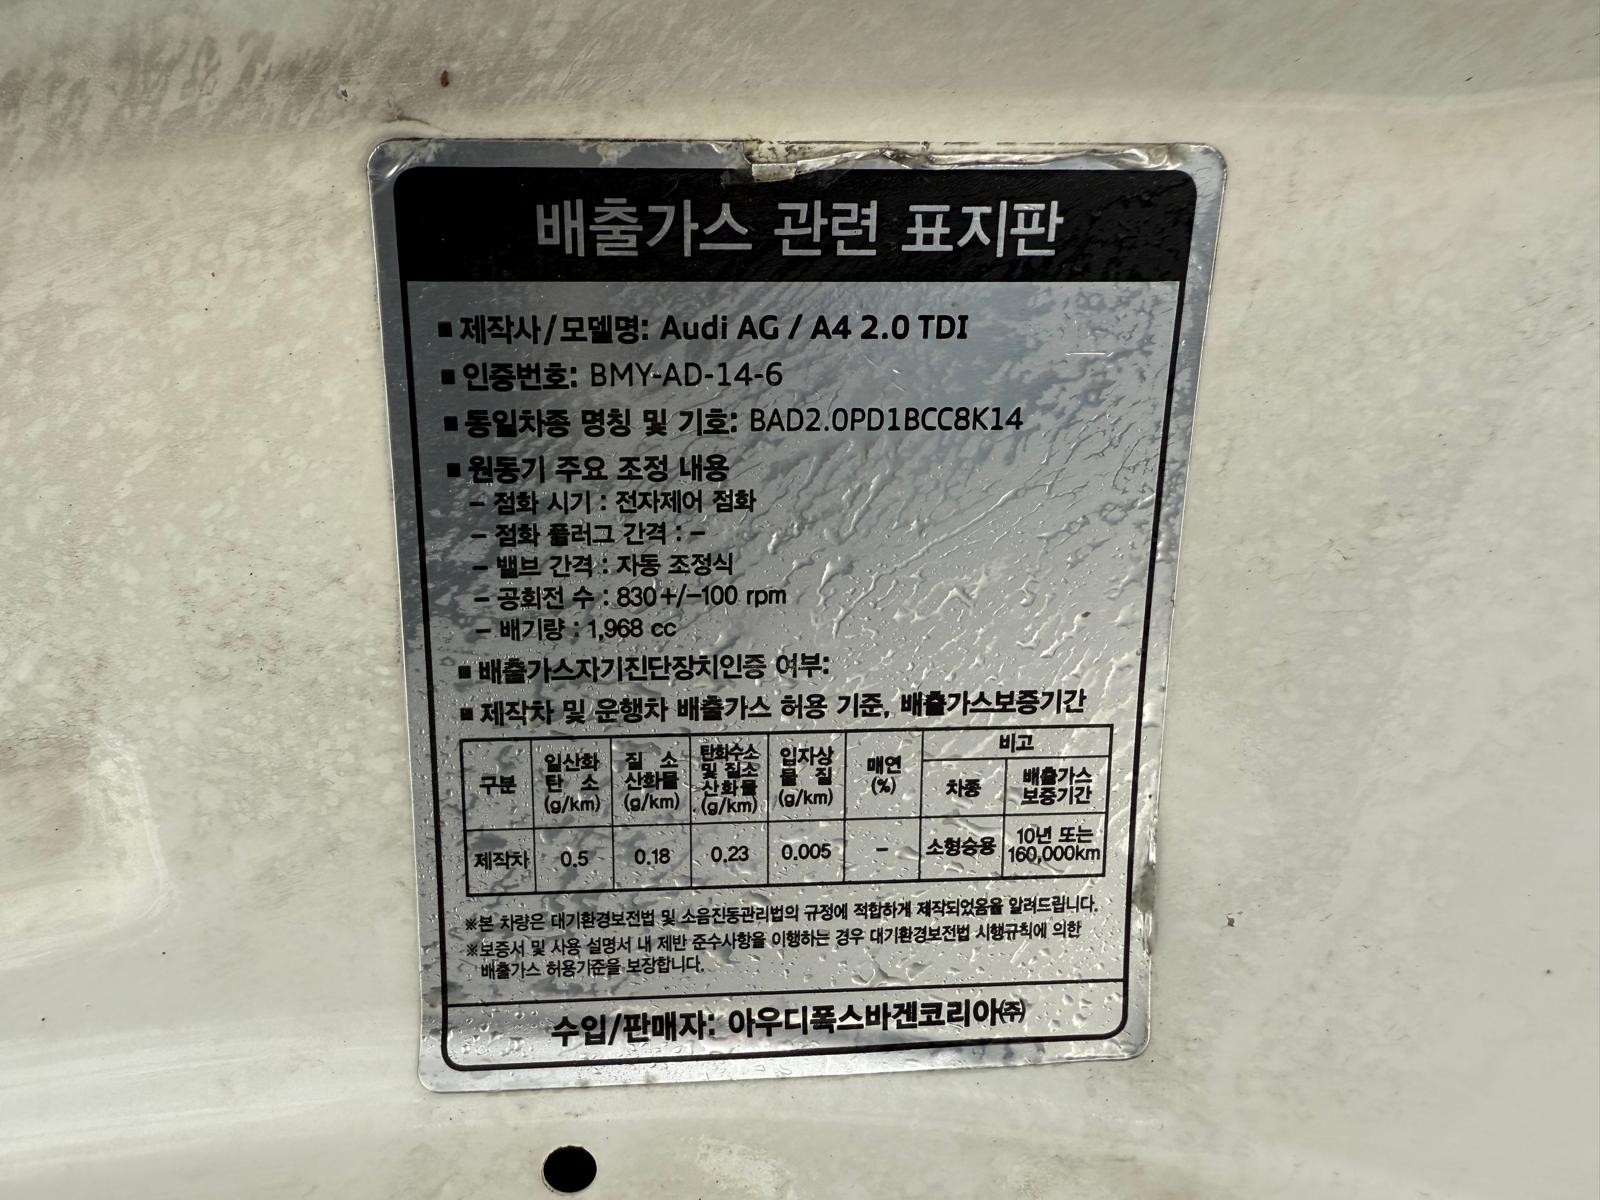 배출가스 관련 표지판
■ 제작사/모델명: Audi AG / A4 2.0 TDI
■ 인증번호: BMY-AD-14-6
■ 동일차종 명칭 및 기호: BAD2.0PD1BCC8K14
■ 원동기 주요 조정 내용
– 점화 시기 : 전자제어 점화
– 점화 플러그 간격 : –
– 밸브 간격 : 자동 조정식
– 공회전 수 : 830+/–100 rpm
– 배기량 : 1,968 cc
■ 배출가스자기진단장치인증 여부:
■ 제작차 및 운행차 배출가스 허용 기준, 배출가스보증기간
구분 일산화 탄소 (g/km) 질소 산화물 (g/km) 탄화수소 및 질소 산화물 (g/km) 입자상 물질 (g/km) 매연 (%) 비고
차종 배출가스 보증기간
제작차 0.5 0.18 0.23 0.005 – 소형승용 10년 또는 160,000km
※본 차량은 대기환경보전법 및 소음진동관리법의 규정에 적합하게 제작되었음을 알려드립니다.
※보증서 및 사용 설명서 내 제반 준수사항을 이행하는 경우 대기환경보전법 시행규칙에 의한
배출가스 허용기준을 보장합니다.
수입/판매자: 아우디폭스바겐코리아㈜